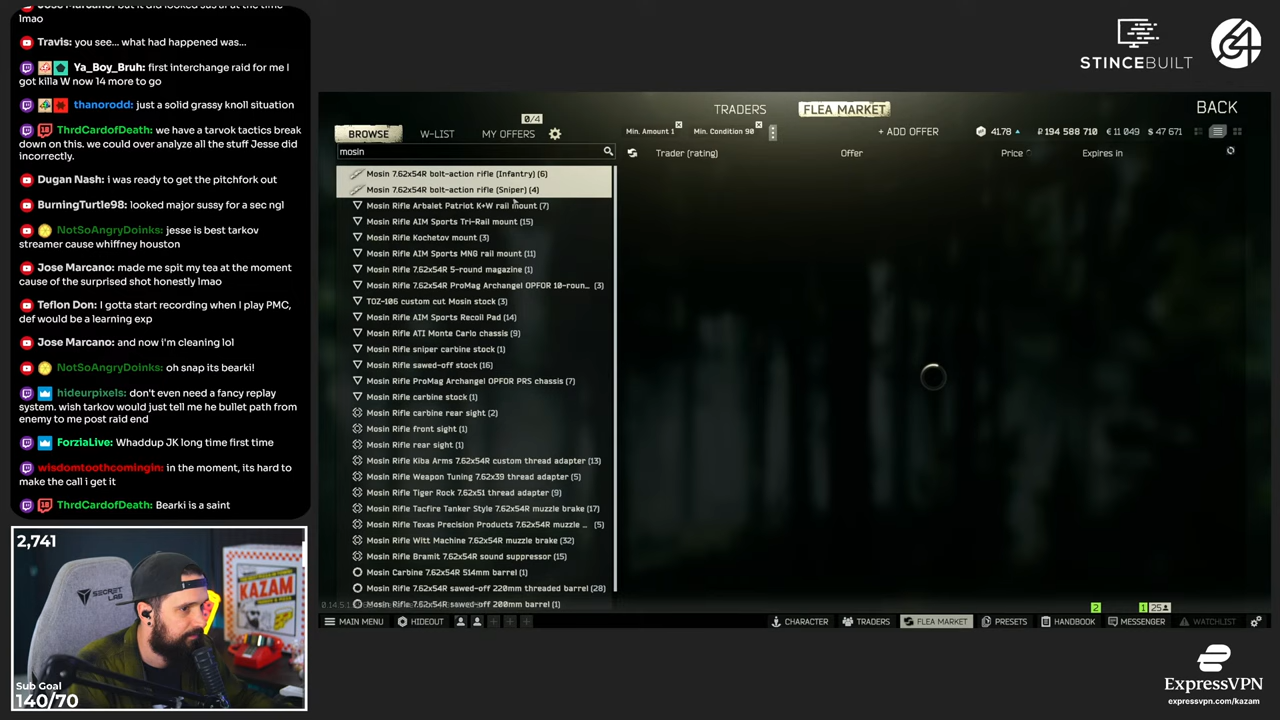 lmao
Travis: you see... what had happened was...
Ya_Boy_Bruh: first interchange raid for me I
got killa W now 14 more to go
thanorodd: just a solid grassy knoll situation
ThrdCardofDeath: we have a tarvok tactics break
down on this. we could over analyze all the stuff Jesse did
incorrectly.
Dugan Nash: i was ready to get the pitchfork out
BurningTurtle98: looked major sussy for a sec ngl
NotSoAngryDoinks: jesse is best tarkov
streamer cause whiffney houston
Jose Marcano: made me spit my tea at the moment
cause of the surprised shot honestly lmao
Teflon Don: I gotta start recording when I play PMC,
def would be a learning exp
Jose Marcano: and now i'm cleaning lol
NotSoAngryDoinks: oh snap its bearki!
hideurpixels: don't even need a fancy replay
system. wish tarkov would just tell me he bullet path from
enemy to me post raid end
ForziaLive: Whaddup JK long time first time
wisdomtoothcomingin: in the moment, its hard to
make the call i get it
ThrdCardofDeath: Bearki is a saint
2,741
SECRETLAB
KAZAM
Sub Goal
140/70
STINCEBUILT
TRADERS
FLEA MARKET
BACK
0/4
BROWSE
W-LIST
MY OFFERS
Min. Amount 1
Min. Condition 90
+ ADD OFFER
41.78
₽ 194 588 710
€ 11 049
$ 47 671
mosin
Trader (rating)
Offer
Price
Expires in
Mosin 7.62x54R bolt-action rifle (Infantry) (6)
Mosin 7.62x54R bolt-action rifle (Sniper) (4)
Mosin Rifle Arbalet Patriot K+W rail mount (7)
Mosin Rifle AIM Sports Tri-Rail mount (15)
Mosin Rifle Kochetov mount (3)
Mosin Rifle AIM Sports MNG rail mount (11)
Mosin Rifle 7.62x54R 5-round magazine (1)
Mosin Rifle 7.62x54R ProMag Archangel OPFOR 10-roun... (3)
TOZ-106 custom cut Mosin stock (3)
Mosin Rifle AIM Sports Recoil Pad (14)
Mosin Rifle ATI Monte Carlo chassis (9)
Mosin Rifle sniper carbine stock (1)
Mosin Rifle sawed-off stock (16)
Mosin Rifle ProMag Archangel OPFOR PRS chassis (7)
Mosin Rifle carbine stock (1)
Mosin Rifle carbine rear sight (2)
Mosin Rifle front sight (1)
Mosin Rifle rear sight (1)
Mosin Rifle Kiba Arms 7.62x54R custom thread adapter (13)
Mosin Rifle Weapon Tuning 7.62x39 thread adapter (5)
Mosin Rifle Tiger Rock 7.62x51 thread adapter (9)
Mosin Rifle Tacfire Tanker Style 7.62x54R muzzle brake (17)
Mosin Rifle Texas Precision Products 7.62x54R muzzle ... (5)
Mosin Rifle Witt Machine 7.62x54R muzzle brake (32)
Mosin Rifle Bramit 7.62x54R sound suppressor (15)
Mosin Carbine 7.62x54R 514mm barrel (1)
Mosin Rifle 7.62x54R sawed-off 220mm threaded barrel (28)
Mosin Rifle 7.62x54R sawed-off 200mm barrel (1)
2
1
25
MAIN MENU
HIDEOUT
CHARACTER
TRADERS
FLEA MARKET
PRESETS
HANDBOOK
MESSENGER
WATCHLIST
ExpressVPN
expressvpn.com/kazam